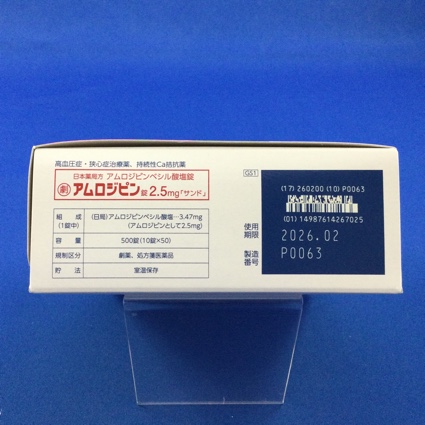 高血圧症・狭心症治療薬、持続性Ca拮抗薬
日本薬局方 アムロジピンベシル酸塩錠
劇 アムロジピン錠2.5mg「サンド」
組成(1錠中) (日局)アムロジピンベシル酸塩…3.47mg
(アムロジピンとして2.5mg)
容量 500錠(10錠×50)
規制区分 劇薬、処方箋医薬品
貯法 室温保存
GS1
(17) 260200 (10) P0063
(01) 14987614267025
使用期限 2026.02
製造番号 P0063